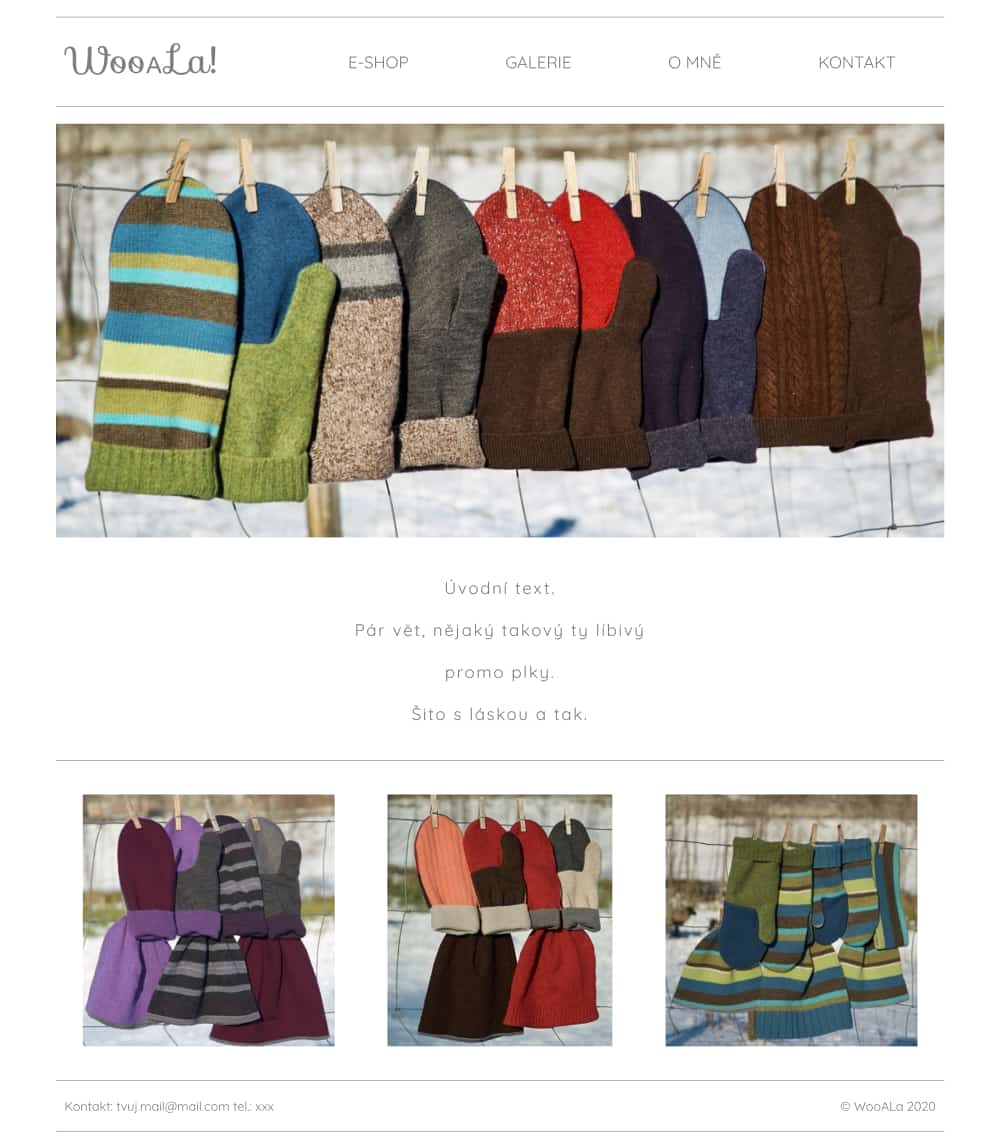 WooALa!
E-SHOP GALERIE O MNĚ KONTAKT
Úvodní text.
Pár vět, nějaký takový ty líbivý
promo plky.
Šito s láskou a tak.
Kontakt: tvuj.mail@mail.com tel.: xxx © WooALa 2020